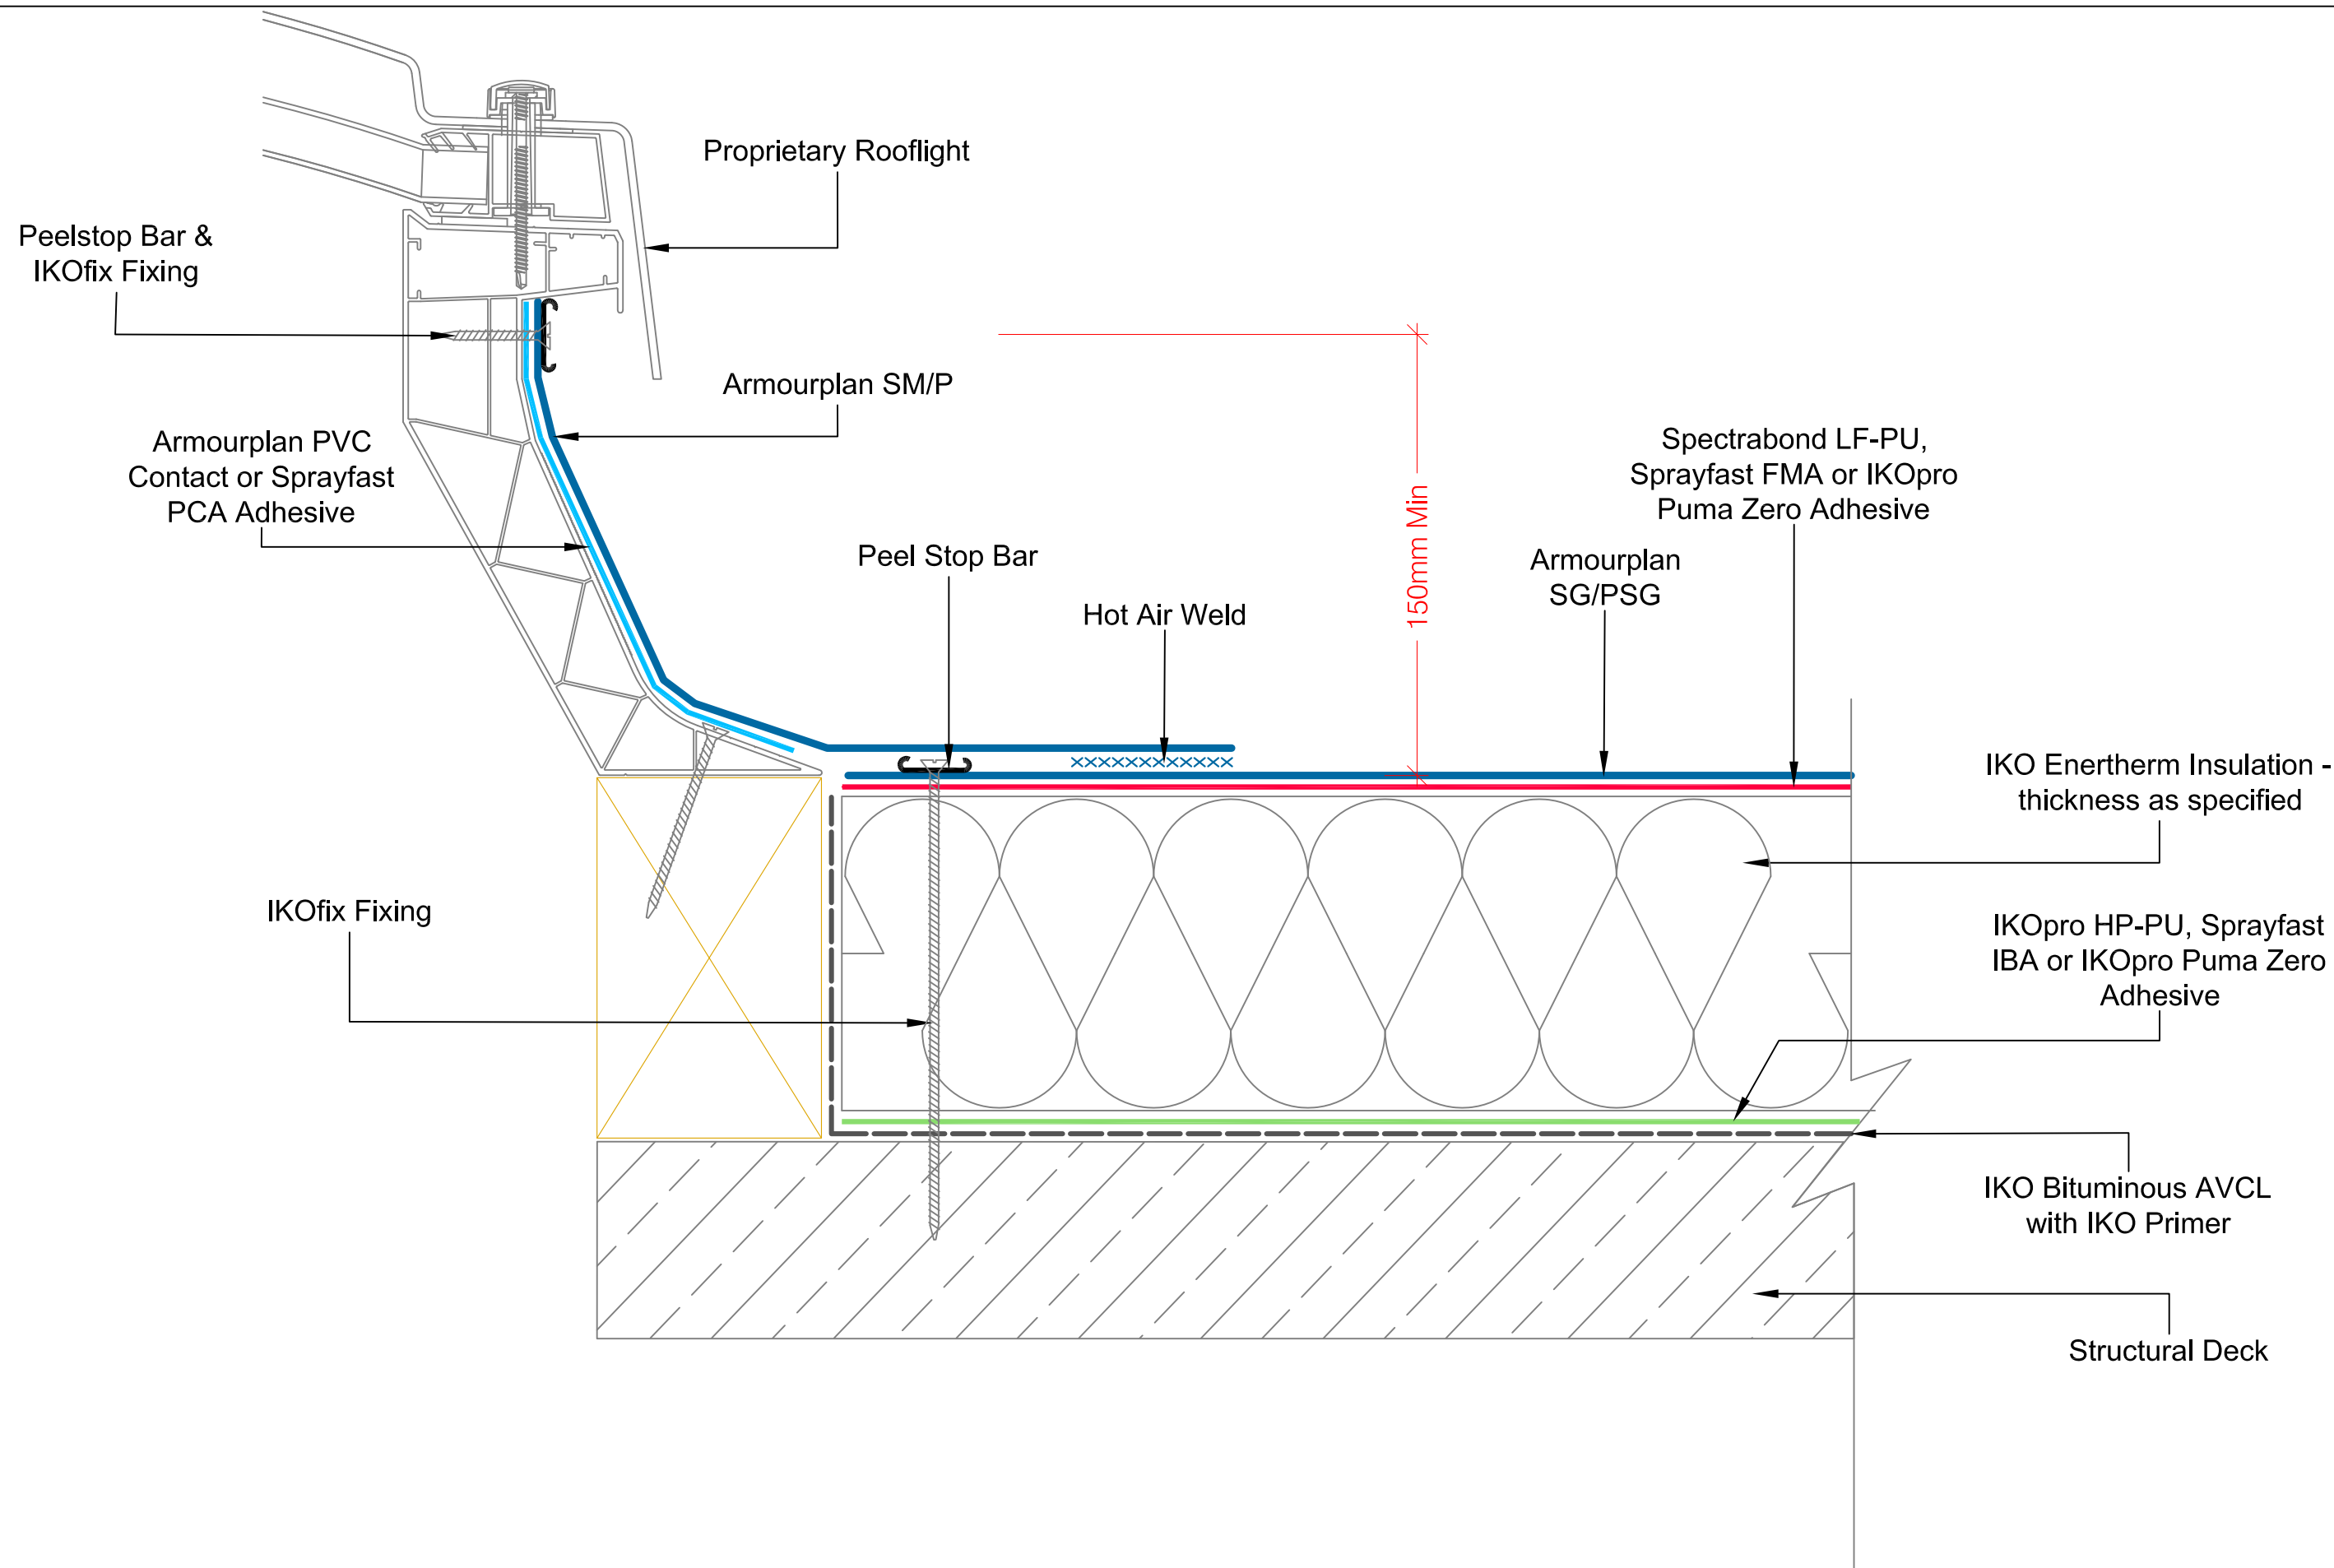 Proprietary Rooflight
Peelstop Bar &
IKOfix Fixing
Armourplan SM/P
Armourplan PVC
Contact or Sprayfast
PCA Adhesive
Spectrabond LF-PU,
Sprayfast FMA or IKOpro
Puma Zero Adhesive
150mm Min
Peel Stop Bar
Armourplan
SG/PSG
Hot Air Weld
IKO Enertherm Insulation -
thickness as specified
IKOfix Fixing
IKOpro HP-PU, Sprayfast
IBA or IKOpro Puma Zero
Adhesive
IKO Bituminous AVCL
with IKO Primer
Structural Deck